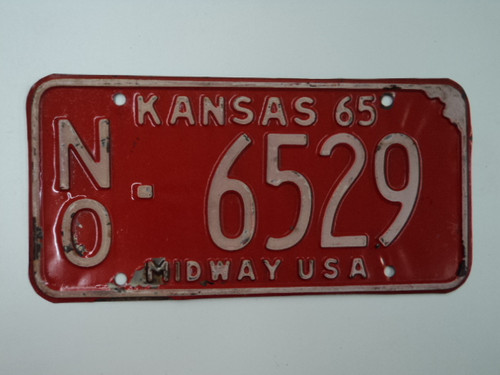 KANSAS 65
NO - 6529
MIDWAY USA